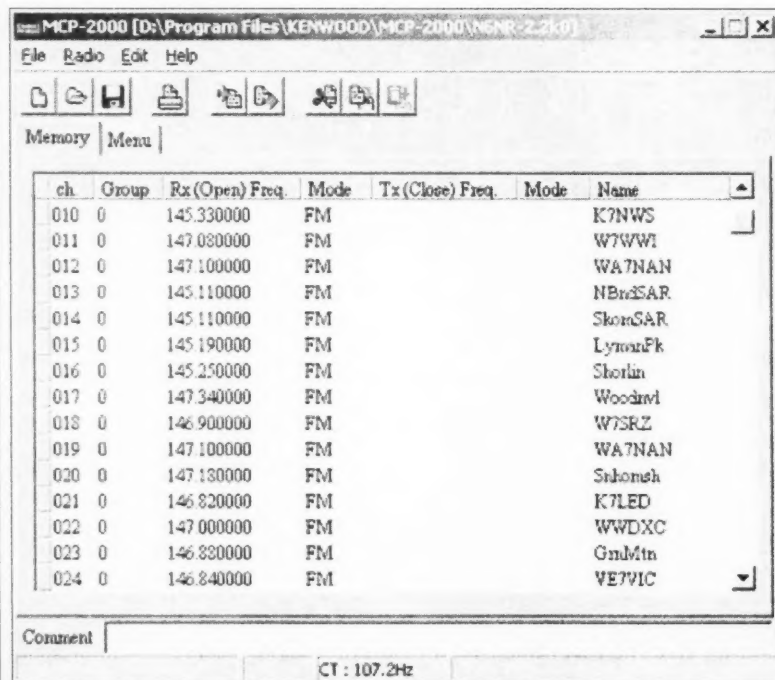 MCP-2000 [D:\Program Files\KENWOOD\MCP-2000\N6NR-2.2k0]
File Radio Edit Help
Memory Menu
ch. Group Rx (Open) Freq. Mode Tx (Close) Freq. Mode Name
010 0 145.330000 FM K7NWS
011 0 147.080000 FM W7WWI
012 0 147.100000 FM WA7NAN
013 0 145.110000 FM NBndSAR
014 0 145.110000 FM SkomSAR
015 0 145.190000 FM LymanPk
016 0 145.250000 FM Shorlin
017 0 147.340000 FM Woodnvl
018 0 146.900000 FM W7SRZ
019 0 147.100000 FM WA7NAN
020 0 147.180000 FM Snhomsh
021 0 146.820000 FM K7LED
022 0 147.000000 FM WWDXC
023 0 146.880000 FM GrnMtn
024 0 146.840000 FM VE7VIC
Comment
CT : 107.2Hz